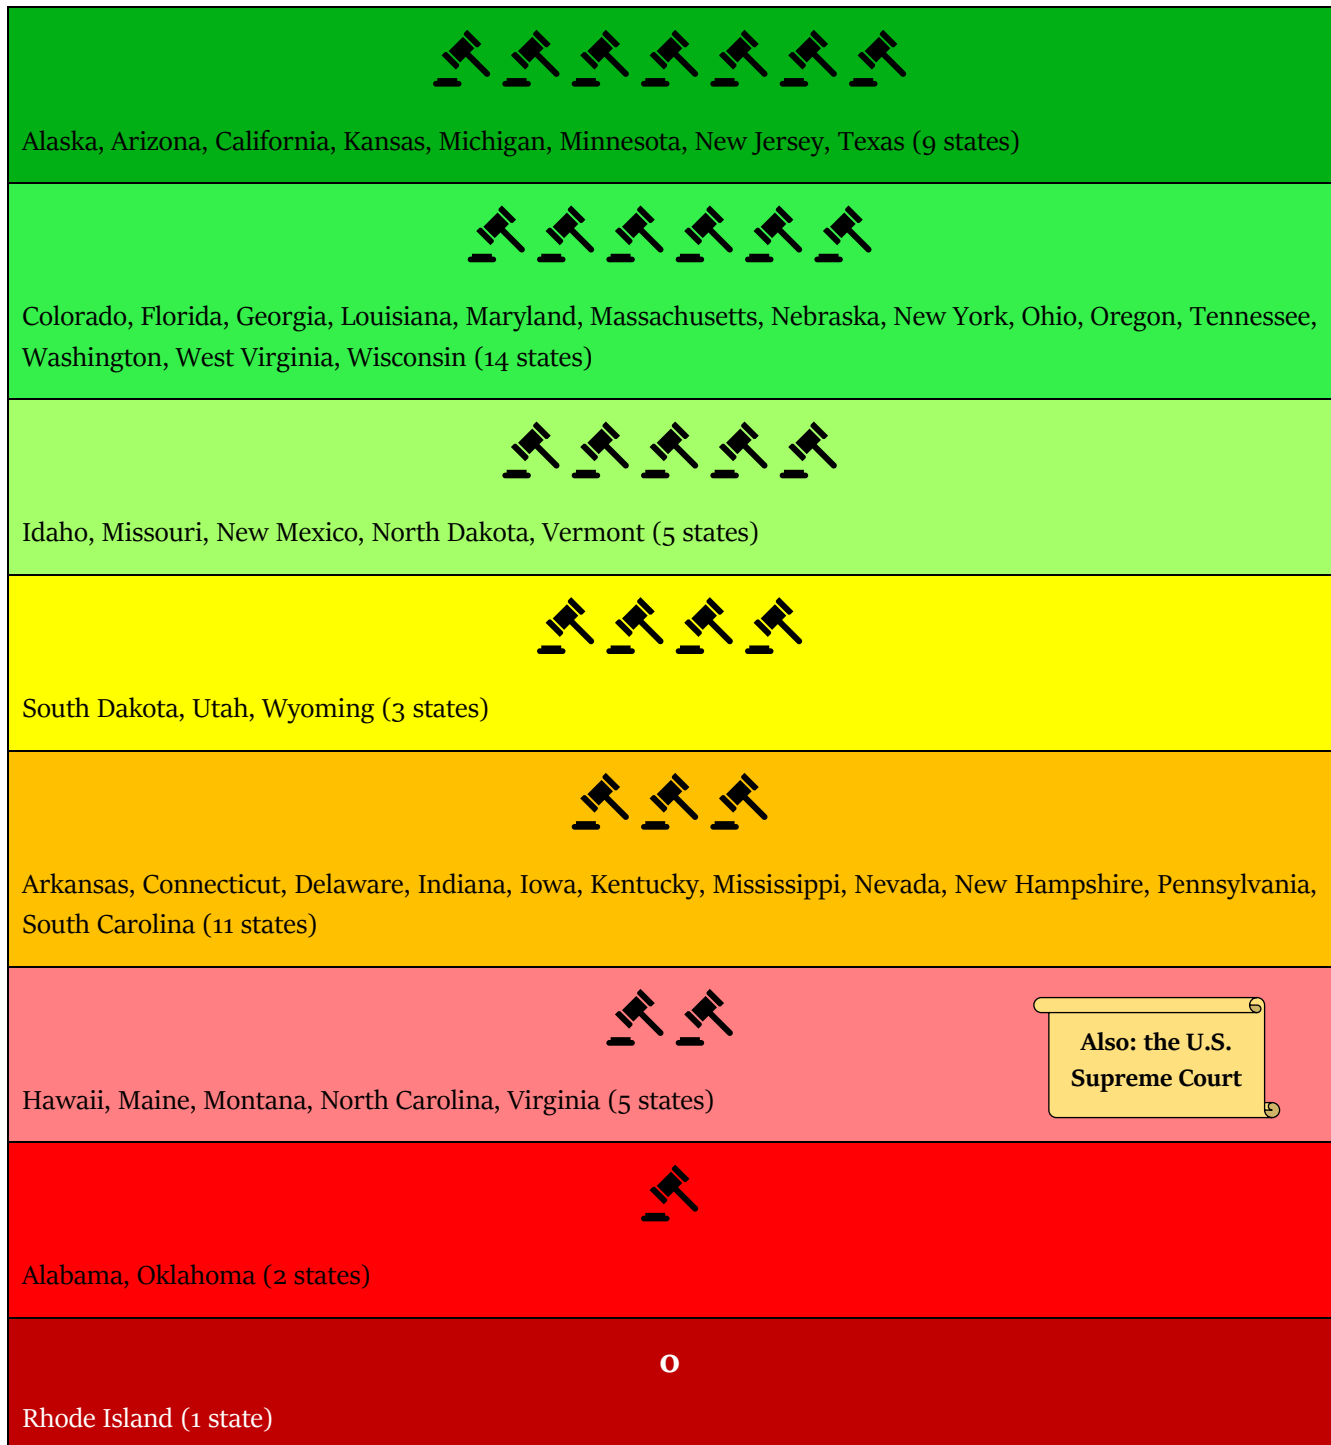 Alaska, Arizona, California, Kansas, Michigan, Minnesota, New Jersey, Texas (9 states)
Colorado, Florida, Georgia, Louisiana, Maryland, Massachusetts, Nebraska, New York, Ohio, Oregon, Tennessee,
Washington, West Virginia, Wisconsin (14 states)
Idaho, Missouri, New Mexico, North Dakota, Vermont (5 states)
South Dakota, Utah, Wyoming (3 states)
Arkansas, Connecticut, Delaware, Indiana, Iowa, Kentucky, Mississippi, Nevada, New Hampshire, Pennsylvania,
South Carolina (11 states)
Also: the U.S.
Supreme Court
Hawaii, Maine, Montana, North Carolina, Virginia (5 states)
Alabama, Oklahoma (2 states)
0
Rhode Island (1 state)